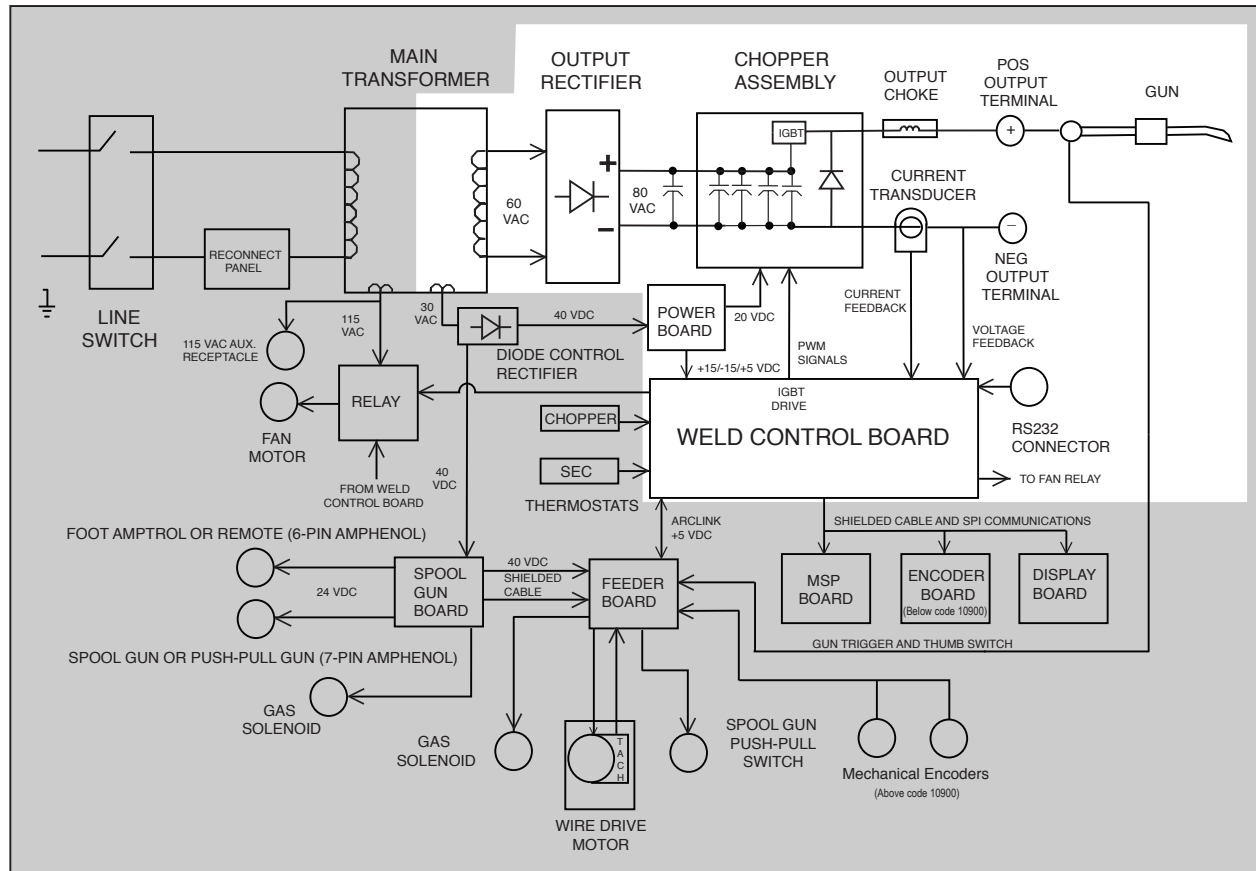 MAIN
TRANSFORMER
OUTPUT
RECTIFIER
CHOPPER
ASSEMBLY
OUTPUT
CHOKE
POS
OUTPUT
TERMINAL
GUN
IGBT
+
+
60
VAC
80
VAC
−
CURRENT
TRANSDUCER
−
NEG
OUTPUT
TERMINAL
RECONNECT
PANEL
LINE
SWITCH
115 VAC AUX.
RECEPTACLE
115
VAC
30
VAC
40 VDC
DIODE CONTROL
RECTIFIER
POWER
BOARD
20 VDC
+15/-15/+5 VDC
PWM
SIGNALS
CURRENT
FEEDBACK
VOLTAGE
FEEDBACK
RELAY
FAN
MOTOR
FROM WELD
CONTROL BOARD
CHOPPER
SEC
THERMOSTATS
IGBT
DRIVE
WELD CONTROL BOARD
RS232
CONNECTOR
TO FAN RELAY
40
VDC
ARCLINK
+5 VDC
SHIELDED CABLE AND SPI COMMUNICATIONS
MSP
BOARD
ENCODER
BOARD
(Below code 10900)
DISPLAY
BOARD
FOOT AMPTROL OR REMOTE (6-PIN AMPHENOL)
24 VDC
SPOOL
GUN
BOARD
40 VDC
SHIELDED
CABLE
FEEDER
BOARD
GUN TRIGGER AND THUMB SWITCH
SPOOL GUN OR PUSH-PULL GUN (7-PIN AMPHENOL)
GAS
SOLENOID
GAS
SOLENOID
TACH
WIRE DRIVE
MOTOR
SPOOL GUN
PUSH-PULL
SWITCH
Mechanical Encoders
(Above code 10900)